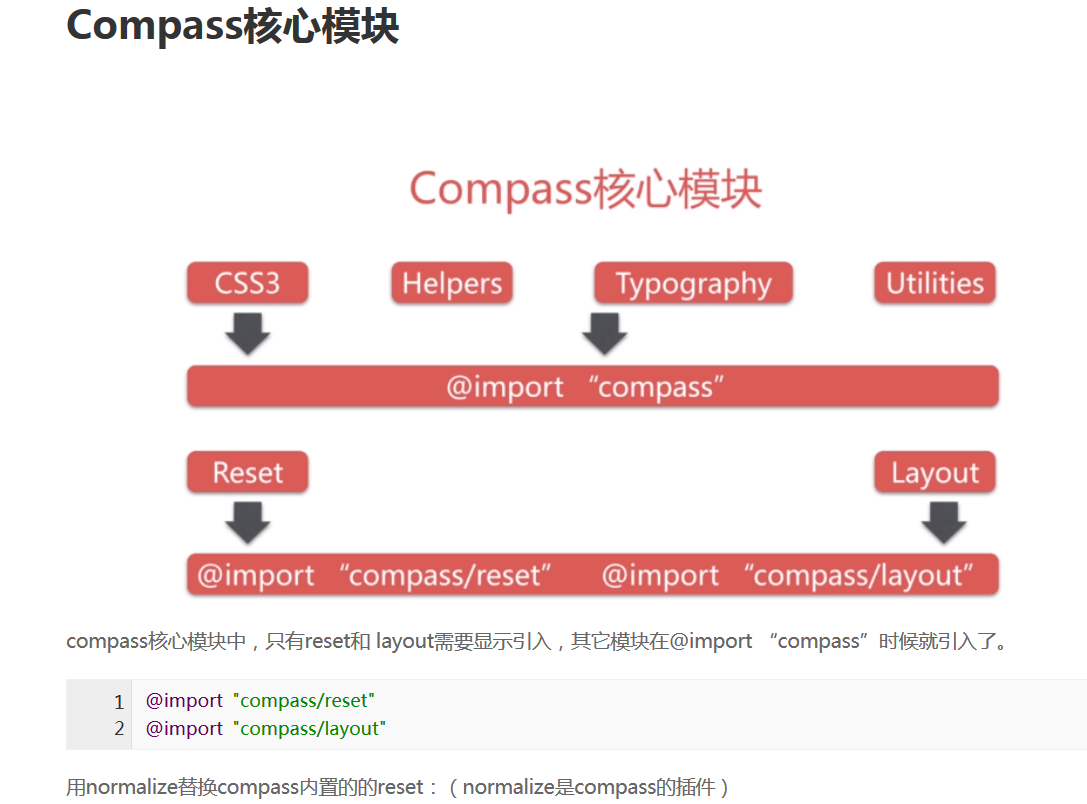 Compass核心模块
Compass核心模块
CSS3 Helpers Typography Utilities
@import “compass”
Reset Layout
@import “compass/reset” @import “compass/layout”
compass核心模块中，只有reset和 layout需要显示引入，其它模块在@import “compass”时候就引入了。
1 @import "compass/reset"
2 @import "compass/layout"
用normalize替换compass内置的的reset：（normalize是compass的插件）